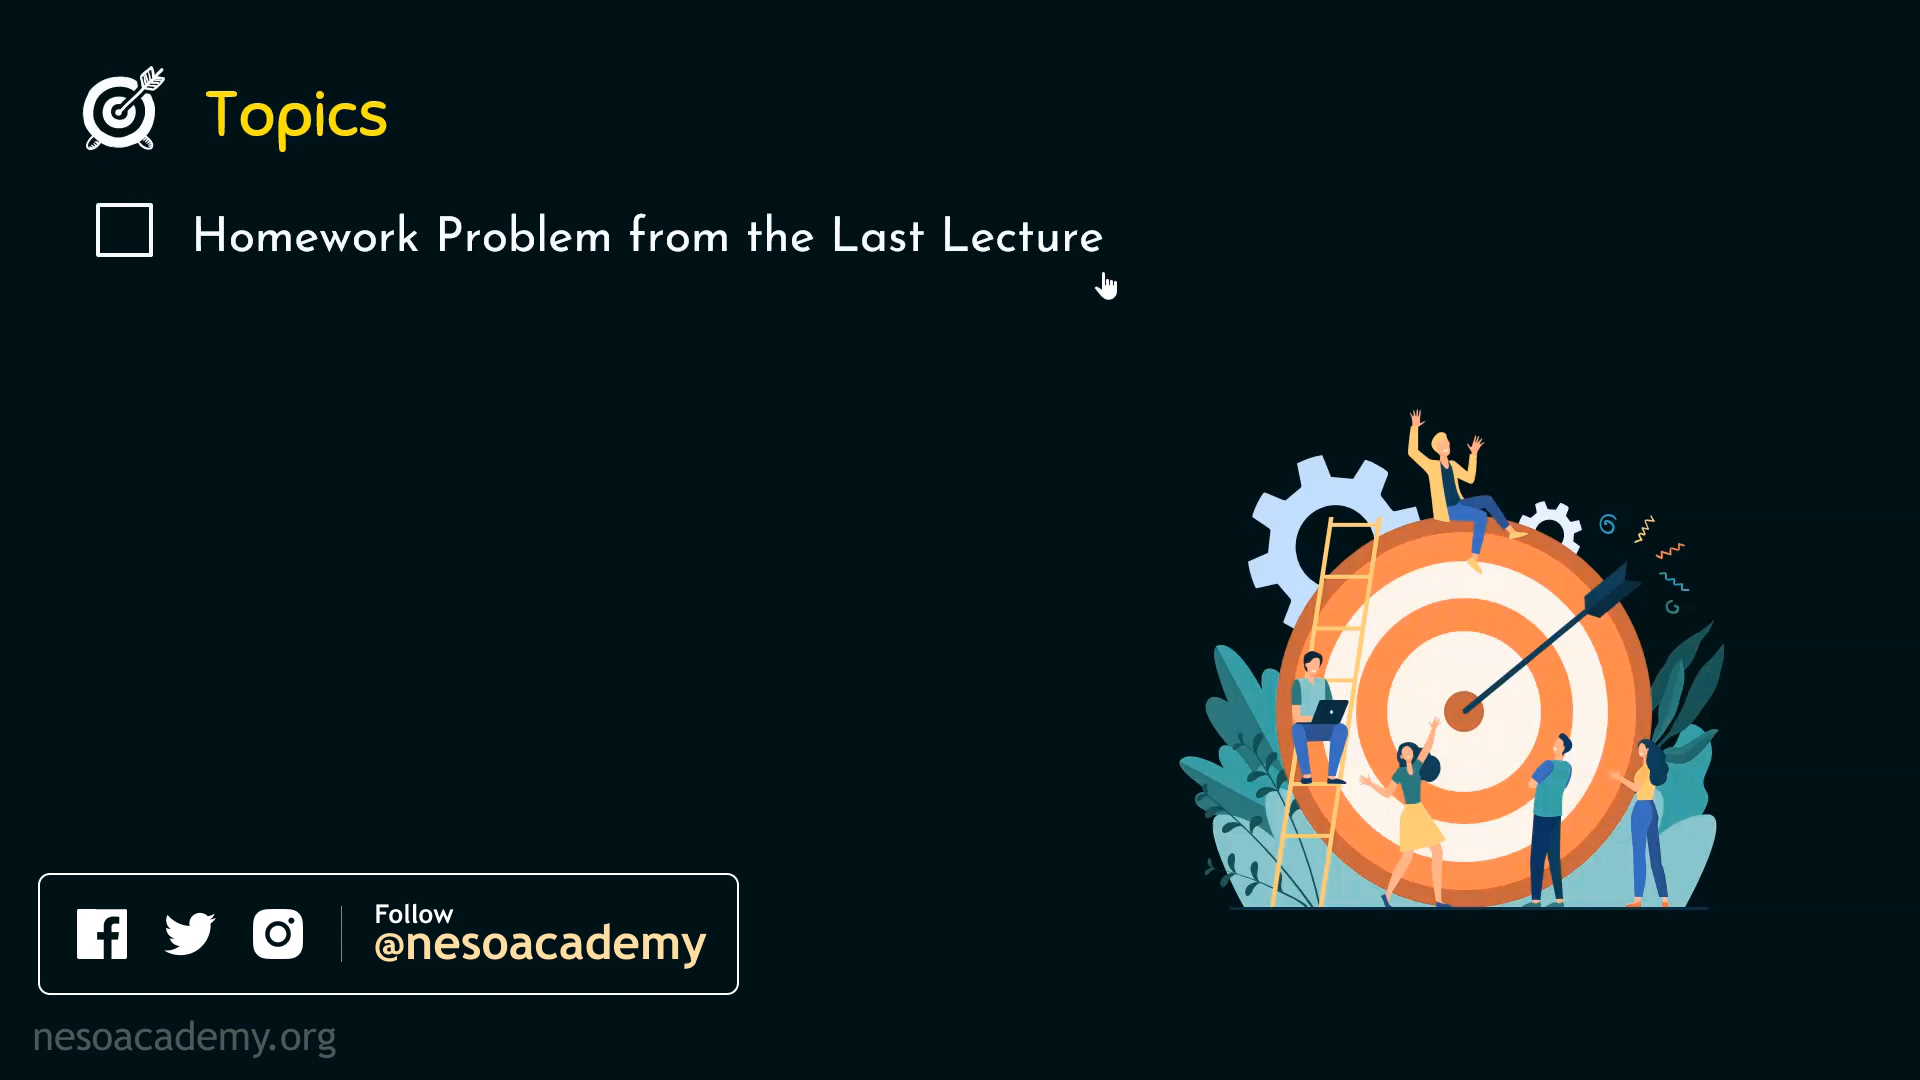 Topics
Homework Problem from the Last Lecture
Follow
@nesoacademy
nesoacademy.org